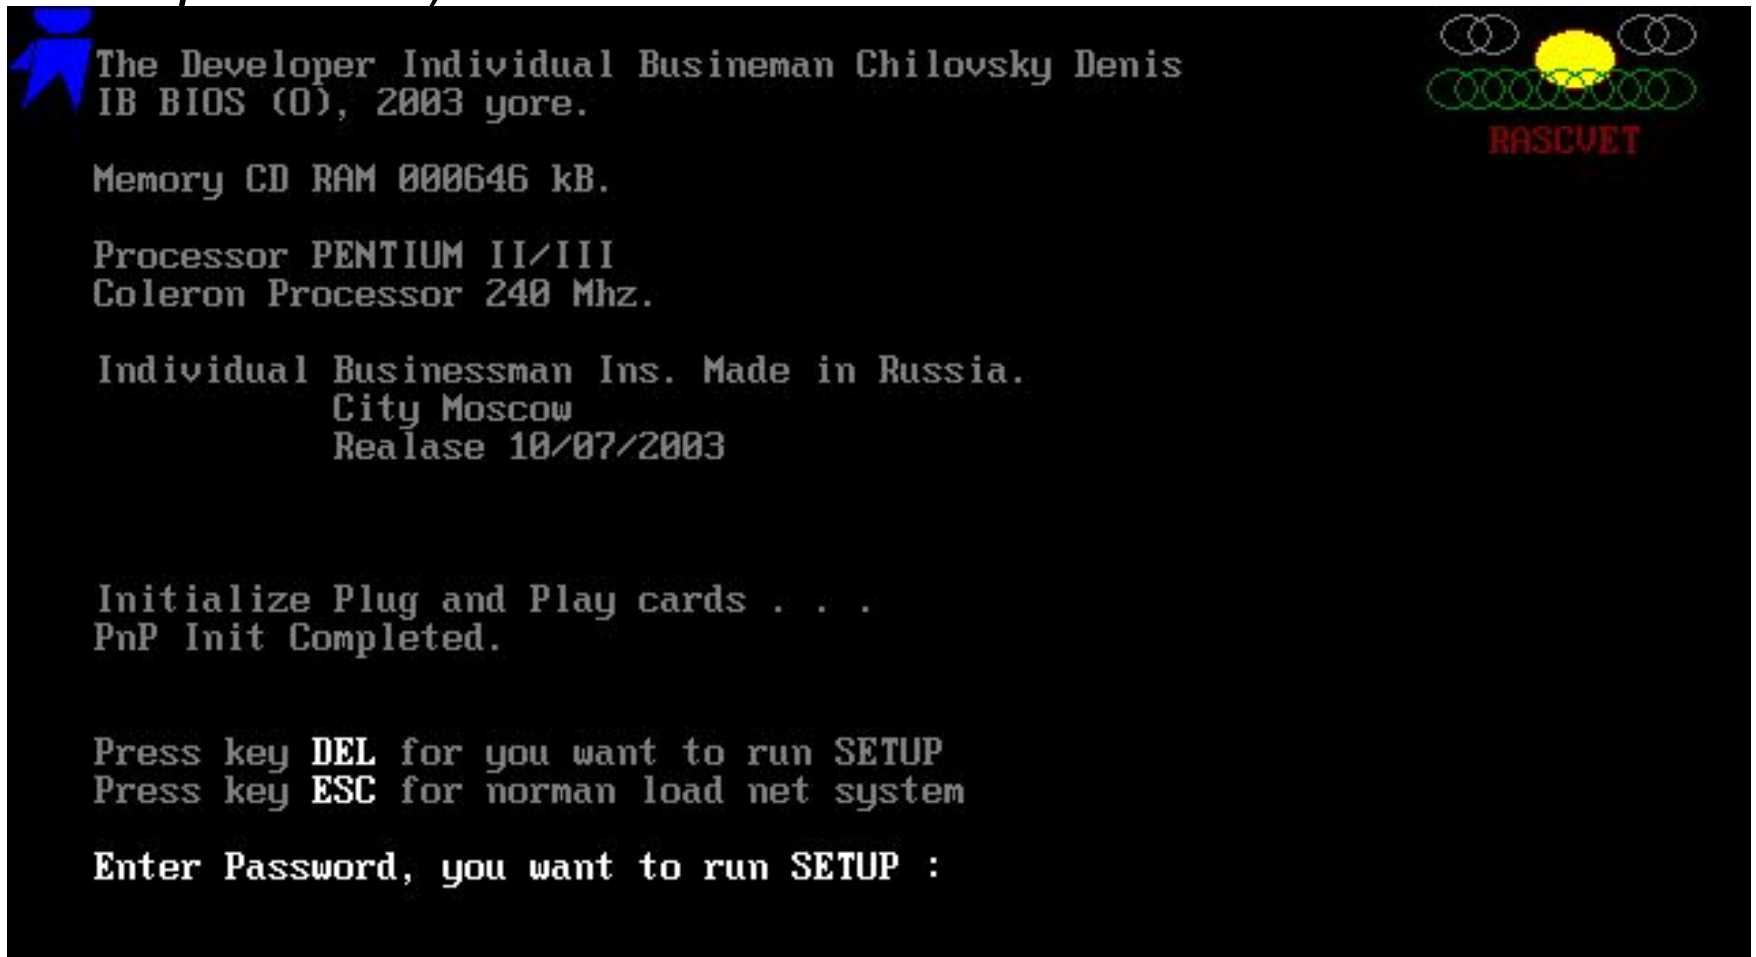 The Developer Individual Busineman Chilovsky Denis
IB BIOS (O), 2003 yore.
RASCVET
Memory CD RAM 000646 kB.
Processor PENTIUM II/III
Coleron Processor 240 Mhz.
Individual Businessman Ins. Made in Russia.
City Moscow
Realase 10/07/2003
Initialize Plug and Play cards . . .
PnP Init Completed.
Press key DEL for you want to run SETUP
Press key ESC for norman load net system
Enter Password, you want to run SETUP :